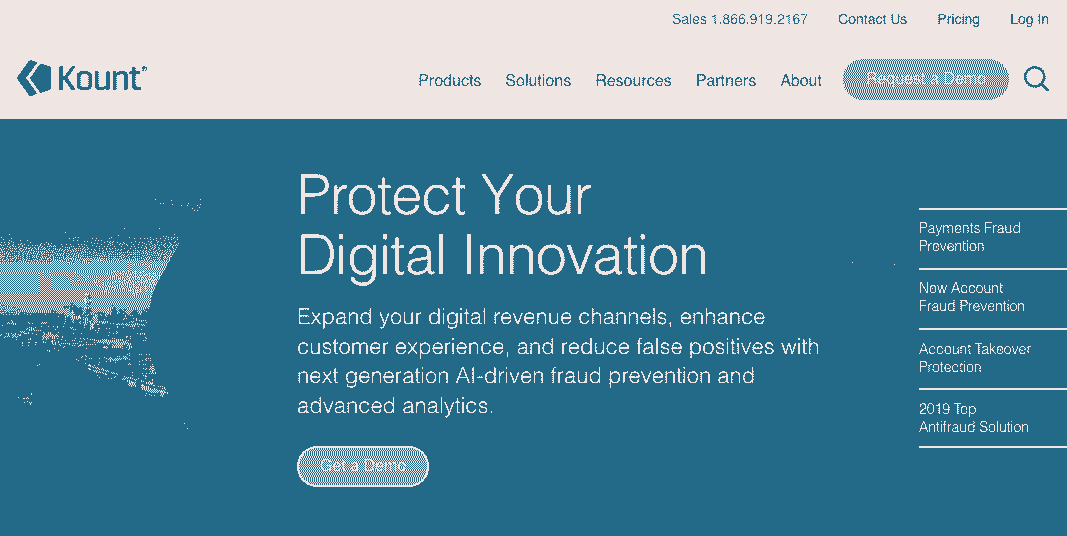 Sales 1.866.919.2167 Contact Us Pricing Log In
Kount®
Products Solutions Resources Partners About Request a Demo
Protect Your
Digital Innovation
Expand your digital revenue channels, enhance
customer experience, and reduce false positives with
next generation AI-driven fraud prevention and
advanced analytics.
Get a Demo
Payments Fraud
Prevention
New Account
Fraud Prevention
Account Takeover
Protection
2019 Top
Antifraud Solution